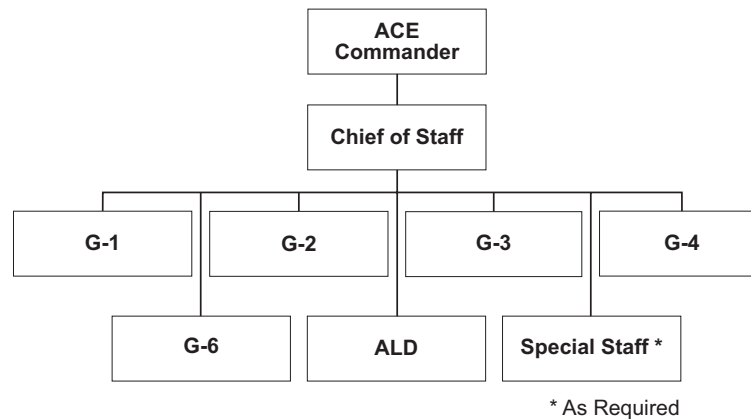 ACE
Commander
Chief of Staff
G-1
G-2
G-3
G-4
G-6
ALD
Special Staff *
* As Required